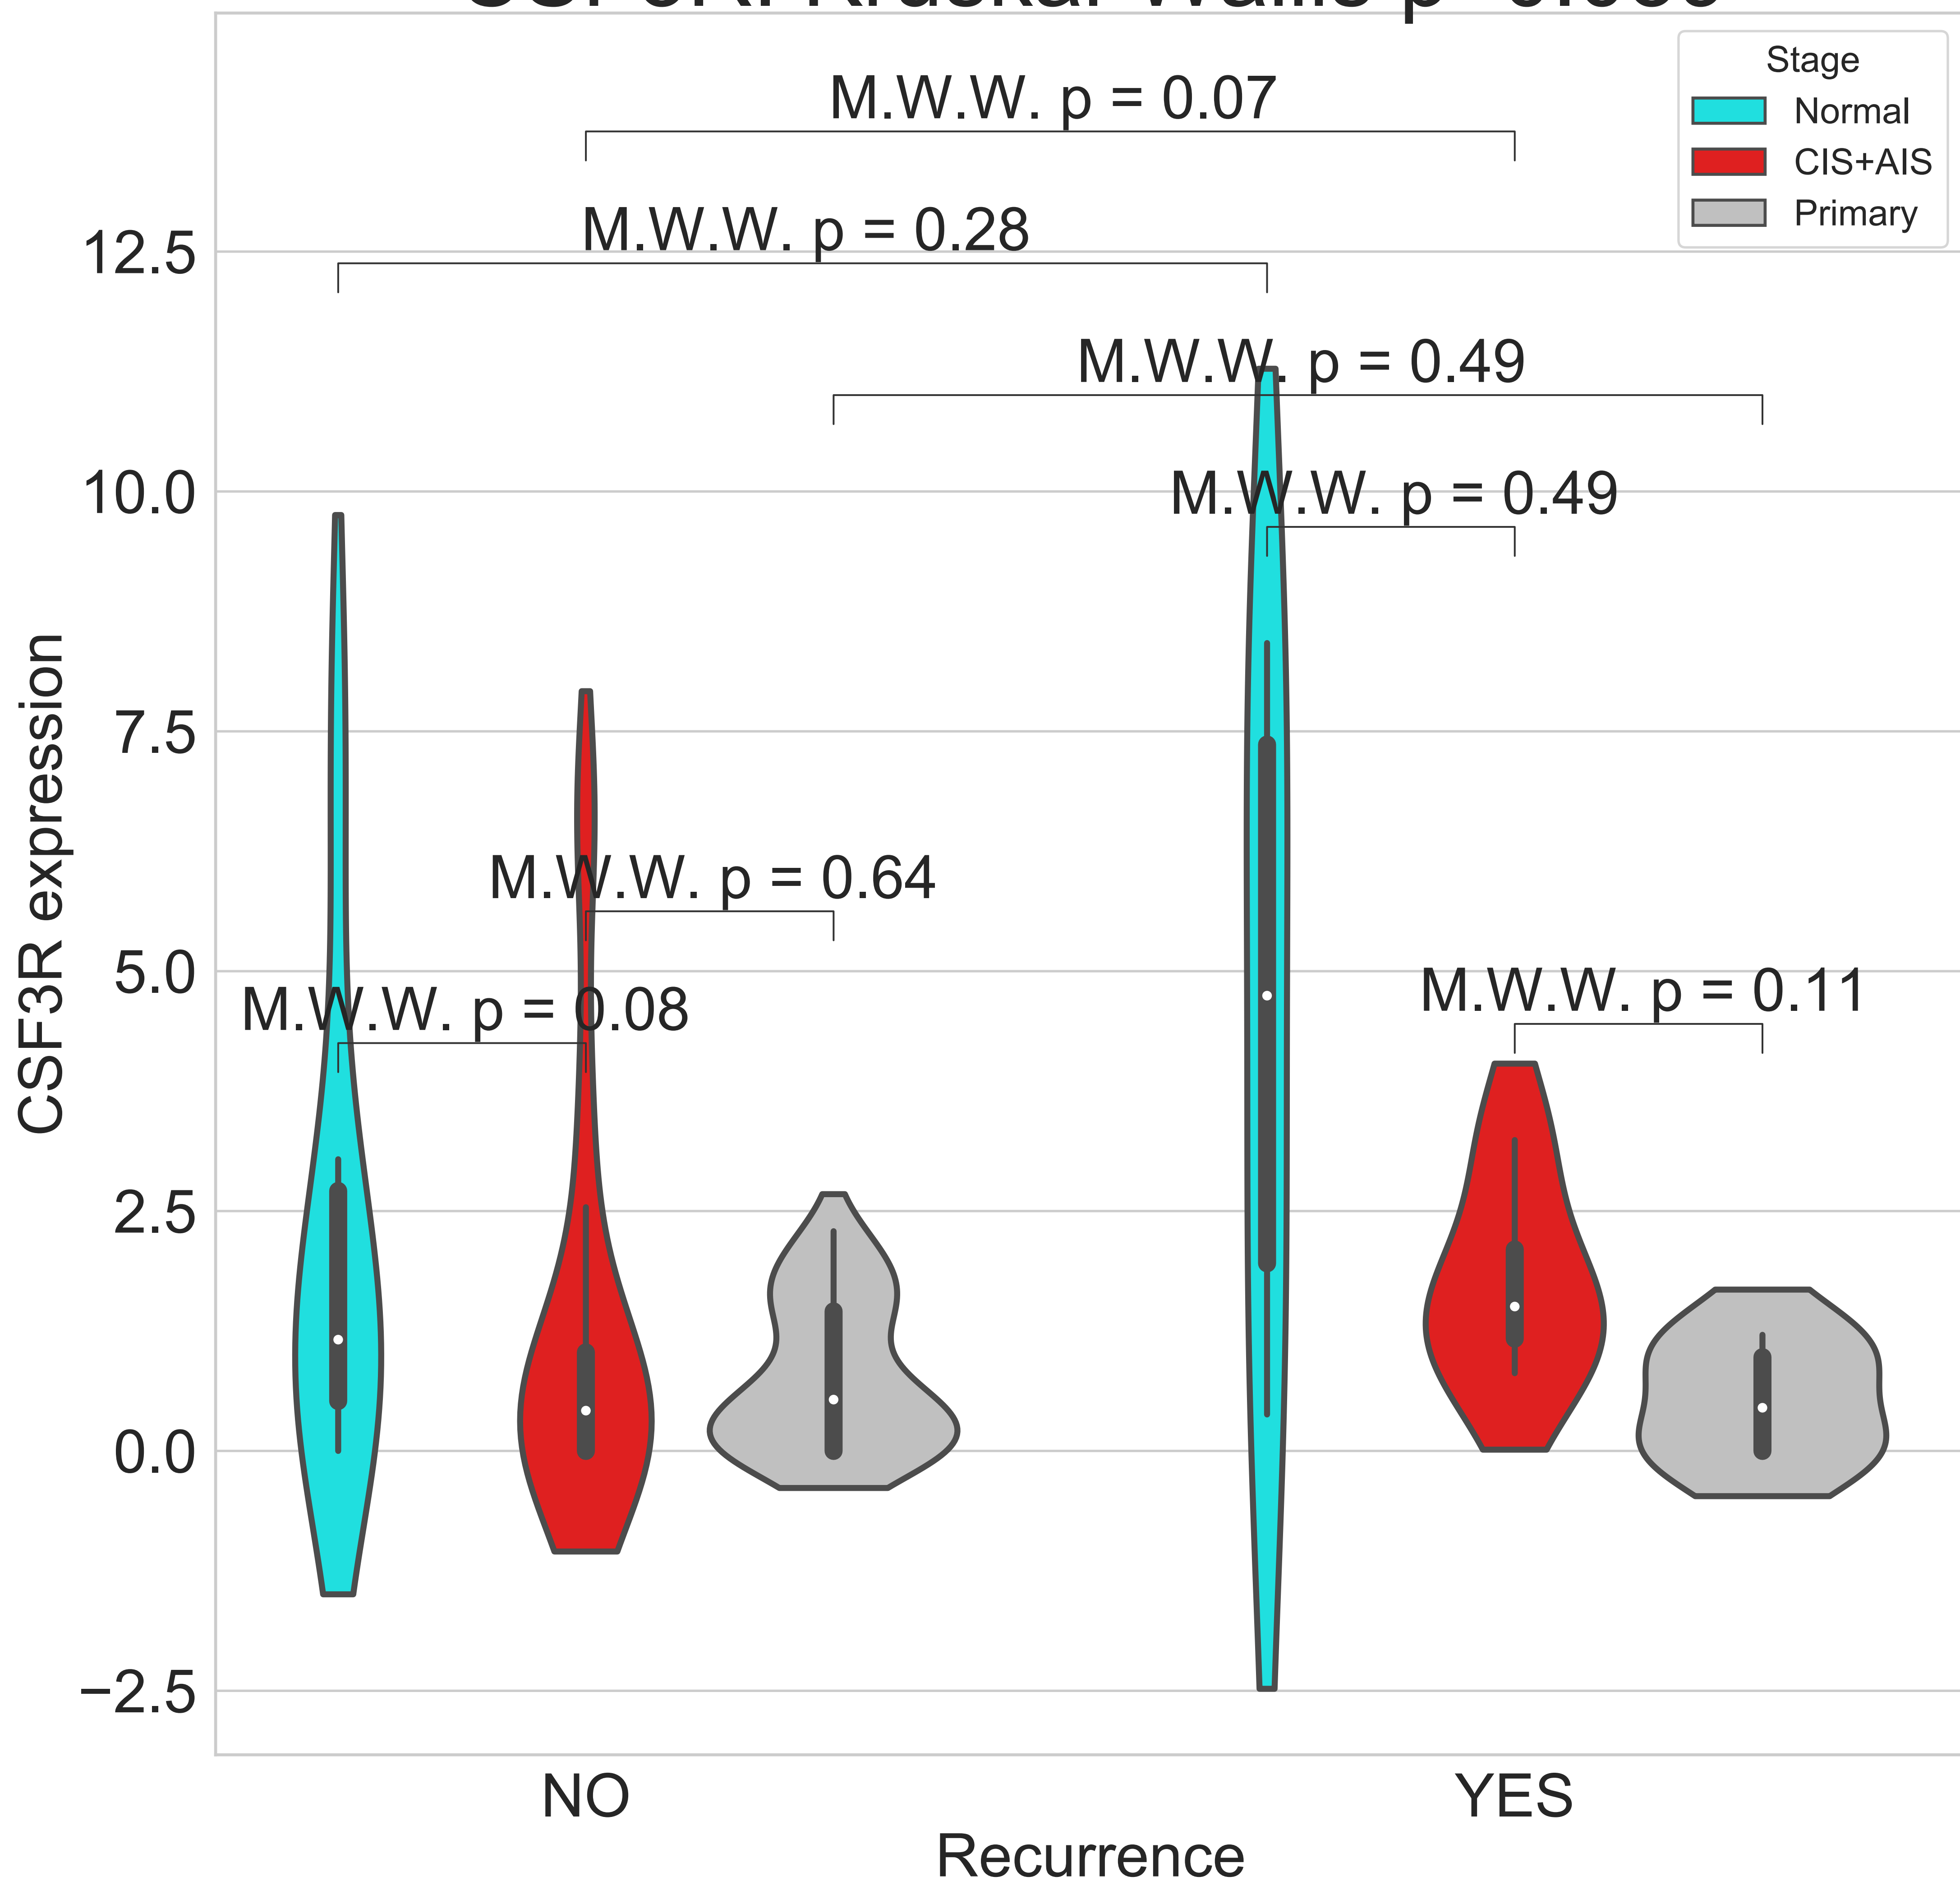 Stage
Normal
CIS+AIS
Primary
M.W.W. p = 0.07
M.W.W. p = 0.28
M.W.W. p = 0.49
M.W.W. p = 0.49
M.W.W. p = 0.64
M.W.W. p = 0.08
M.W.W. p = 0.11
12.5
10.0
7.5
5.0
2.5
0.0
−2.5
CSF3R expression
NO
YES
Recurrence